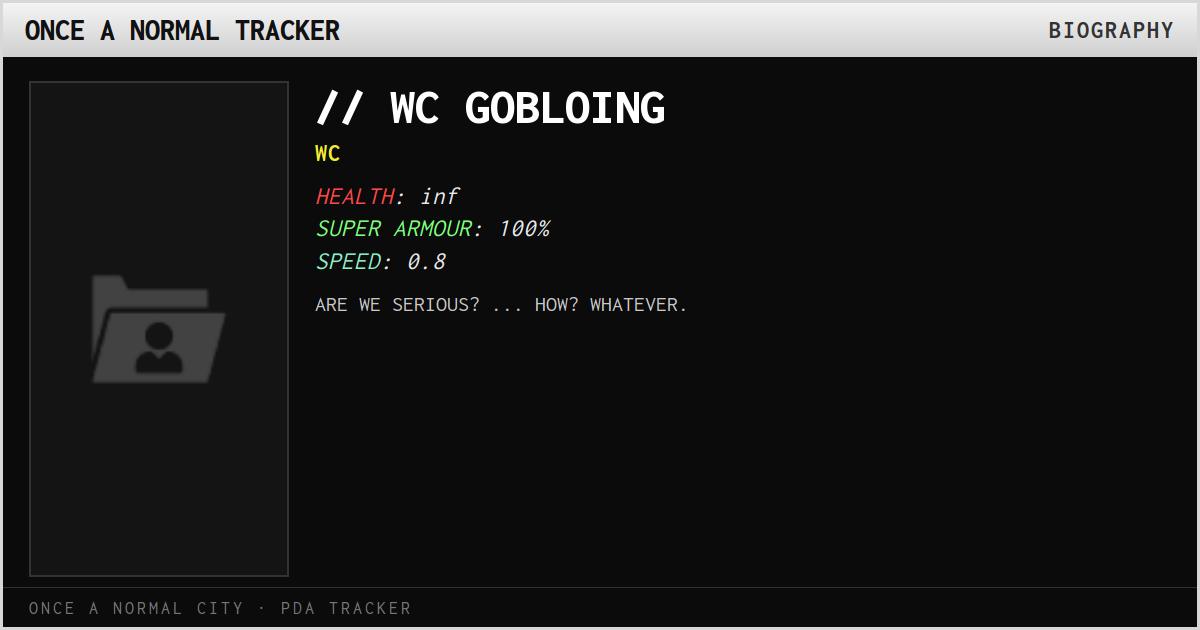 ONCE A NORMAL TRACKER
BIOGRAPHY
// WC GOBLOING
WC
HEALTH: inf
SUPER ARMOUR: 100%
SPEED: 0.8
ARE WE SERIOUS? ... HOW? WHATEVER.
ONCE A NORMAL CITY · PDA TRACKER